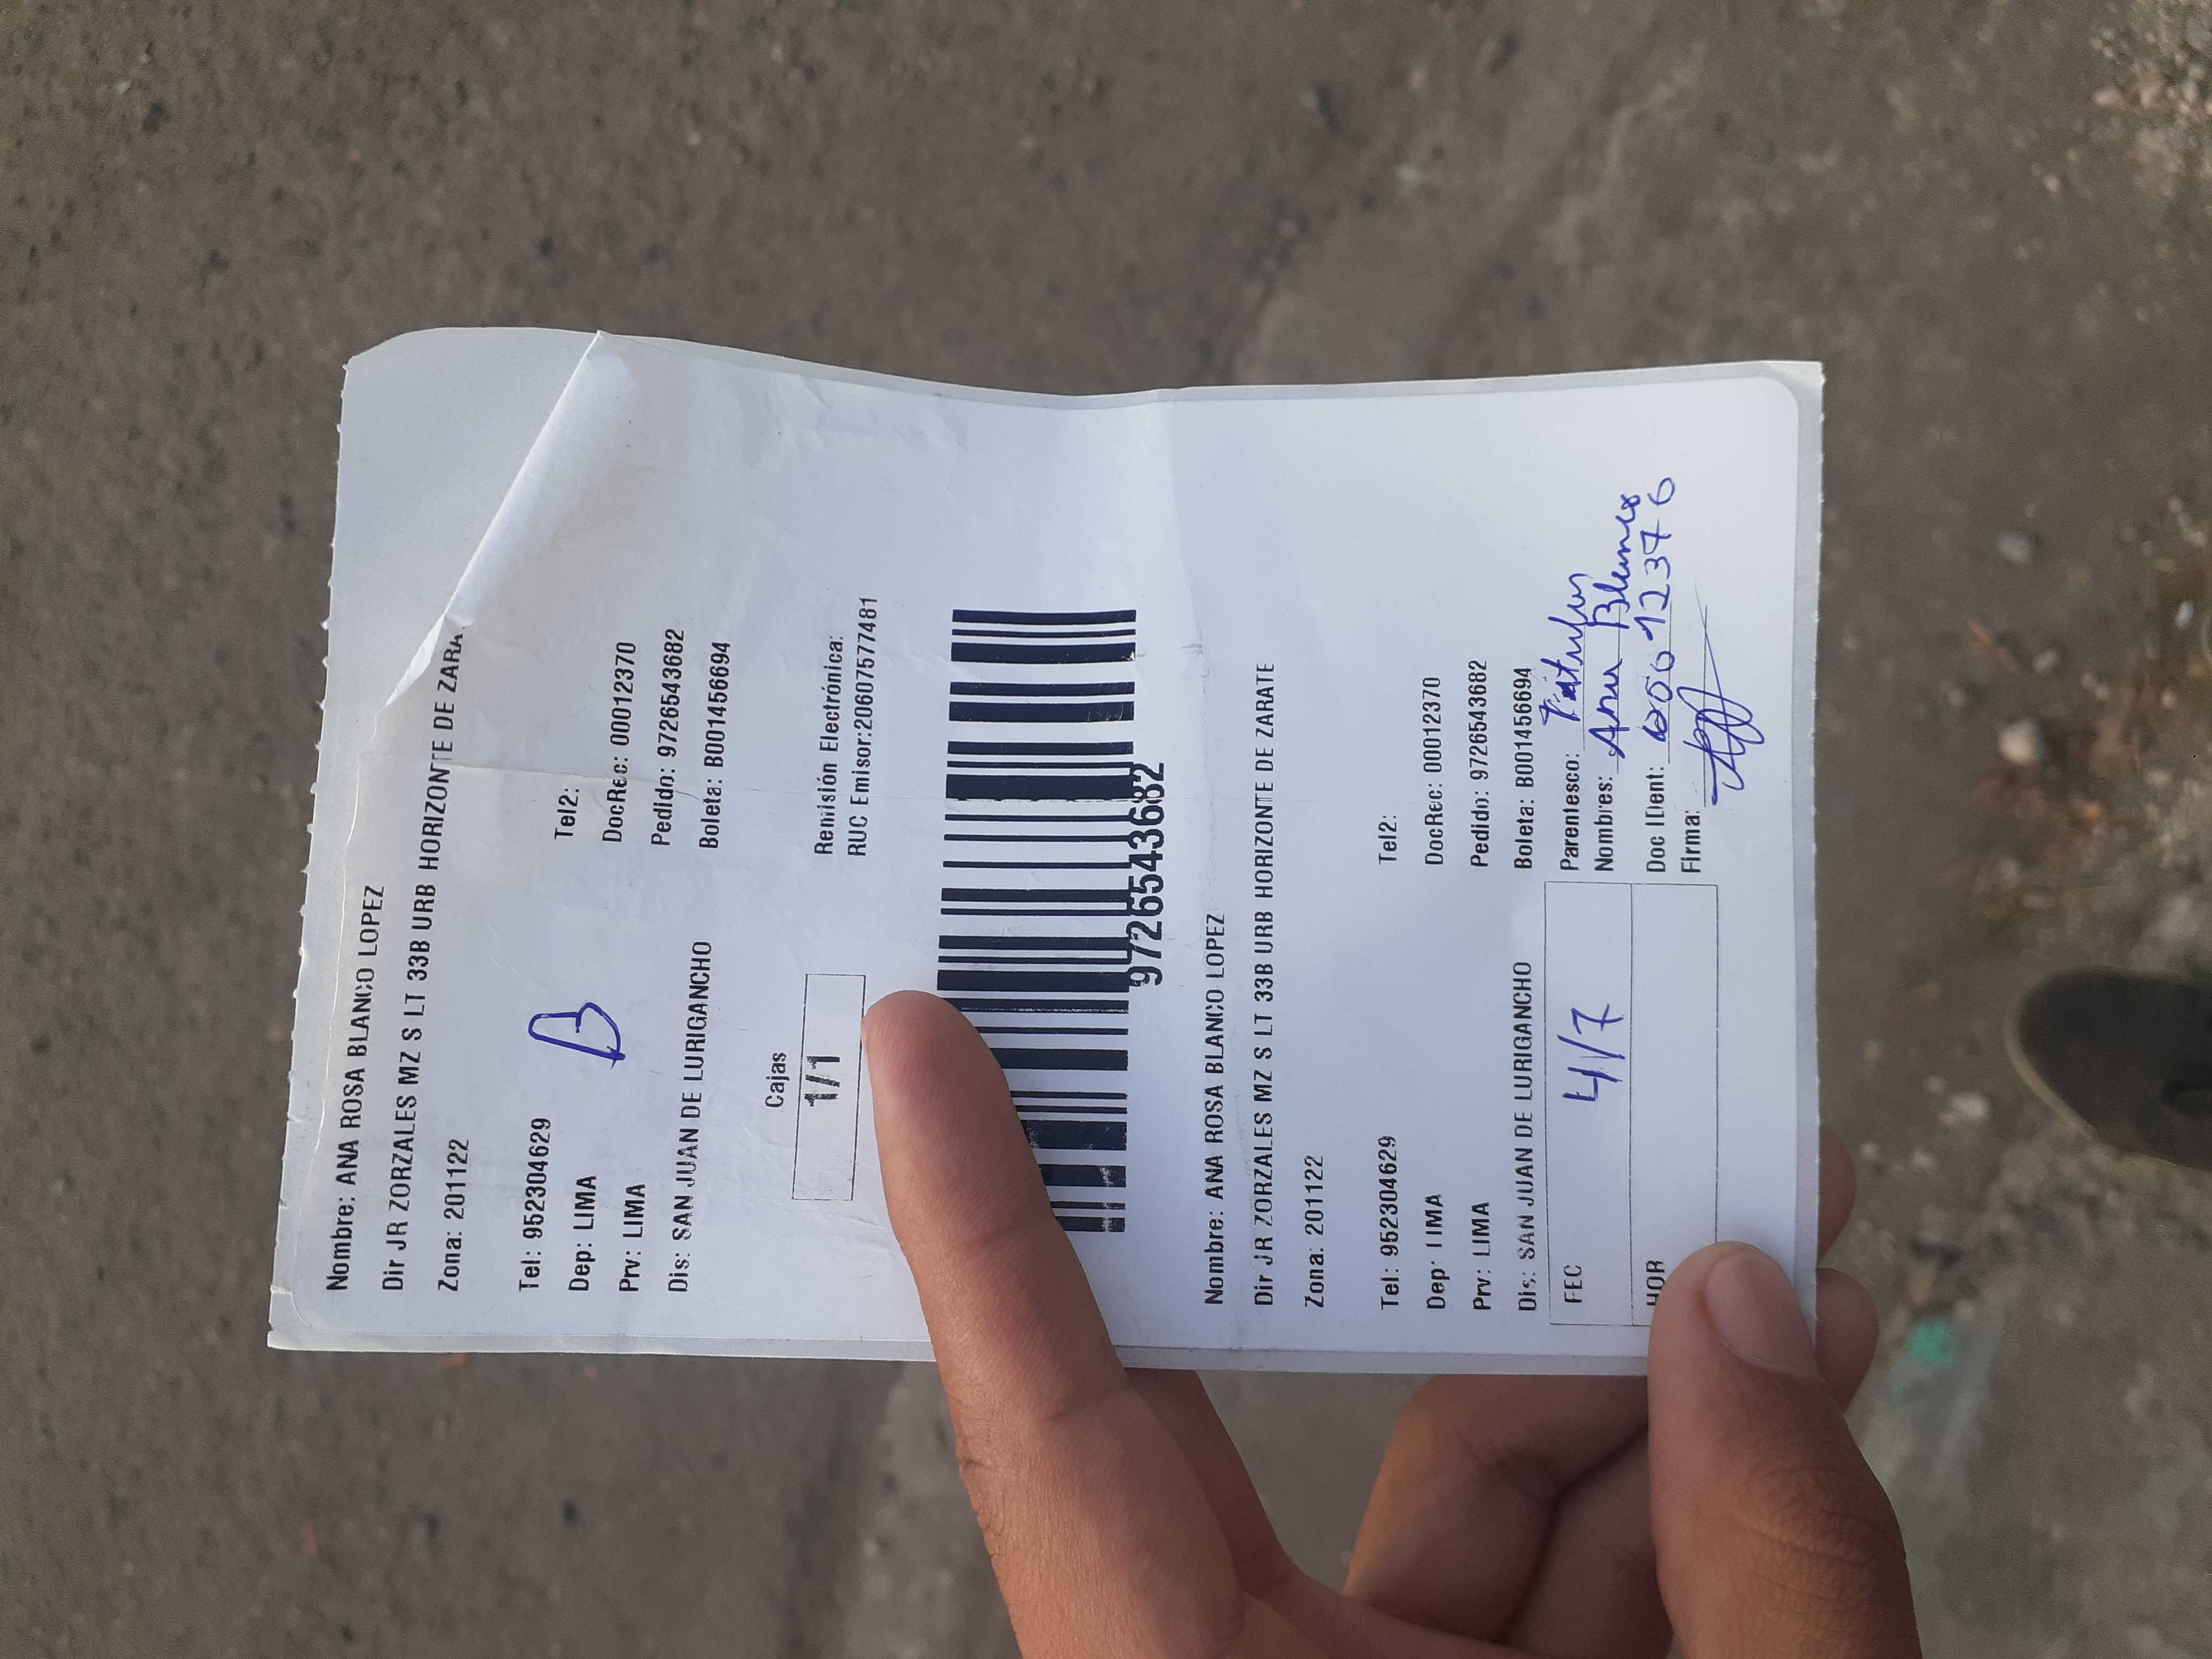 Nombre: ANA ROSA BLANCO LOPEZ
Dir JR ZORZALES MZ S LT 33B URB HORIZONTE DE ZARA
Zona: 201122
B
Tel: 952304629 Tel2:
Dep: LIMA DocRec: 00012370
Prv: LIMA Pedido: 9726543682
Dis: SAN JUAN DE LURIGANCHO Boleta: B001456694
Cajas
1/1
Remisión Electrónica:
RUC Emisor:20607577481
9726543682
Nombre: ANA ROSA BLANCO LOPEZ
Dir JR ZORZALES MZ S LT 33B URB HORIZONTE DE ZARATE
Zona: 201122
Tel: 952304629 Tel2:
Dep: LIMA DocRec: 00012370
Prv: LIMA Pedido: 9726543682
Dis: SAN JUAN DE LURIGANCHO Boleta: B001456694
FEC 4/7
HOR
Parentesco: Titular
Nombres: Ana Blanco
Doc IDent:
Firma: